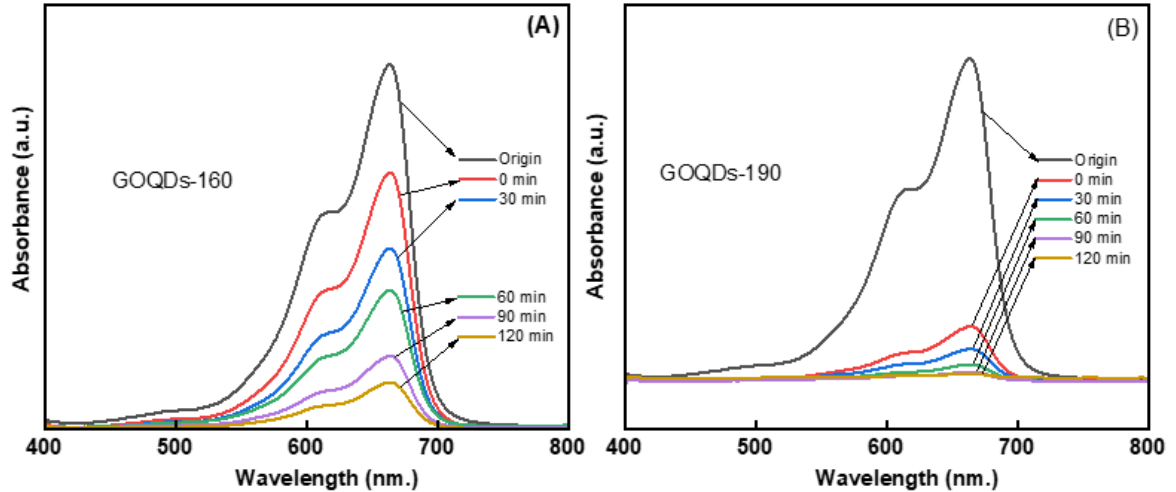 (A)
Absorbance (a.u.)
GOQDs-160
Origin
0 min
30 min
60 min
90 min
120 min
400 500 600 700 800
Wavelength (nm.)
(B)
Absorbance (a.u.)
GOQDs-190
Origin
0 min
30 min
60 min
90 min
120 min
400 500 600 700 800
Wavelength (nm.)